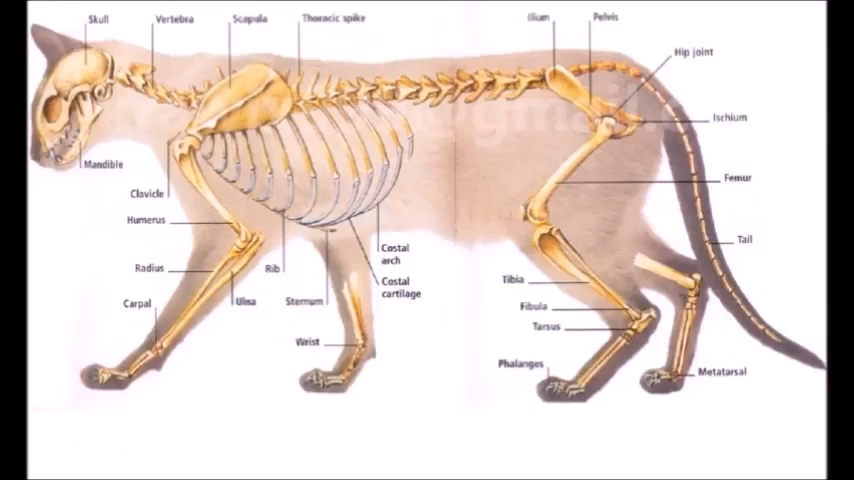 Skull
Vertebra
Scapula
Thoracic spike
Ilium
Pelvis
Hip joint
Ischium
Mandible
Clavicle
Femur
Humerus
Tail
Costal
arch
Radius
Rib
Costal
cartilage
Tibia
Carpal
Ulna
Sternum
Fibula
Tarsus
Wrist
Phalanges
Metatarsal